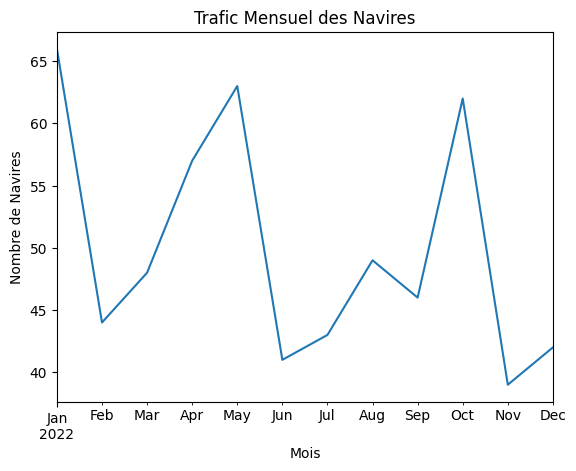 Trafic Mensuel des Navires
Nombre de Navires
65
60
55
50
45
40
Jan Feb Mar Apr May Jun Jul Aug Sep Oct Nov Dec
2022
Mois